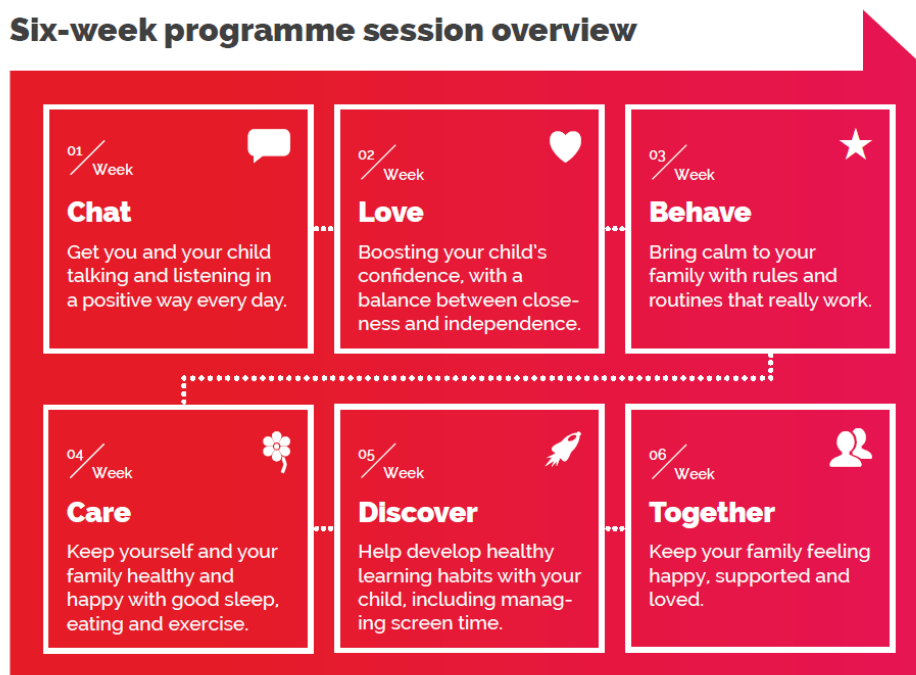 Six-week programme session overview
01
Week
Chat
Get you and your child
talking and listening in
a positive way every day.
02
Week
Love
Boosting your child's
confidence, with a
balance between close-
ness and independence.
03
Week
Behave
Bring calm to your
family with rules and
routines that really work.
04
Week
Care
Keep yourself and your
family healthy and
happy with good sleep,
eating and exercise.
05
Week
Discover
Help develop healthy
learning habits with your
child, including manag-
ing screen time.
06
Week
Together
Keep your family feeling
happy, supported and
loved.